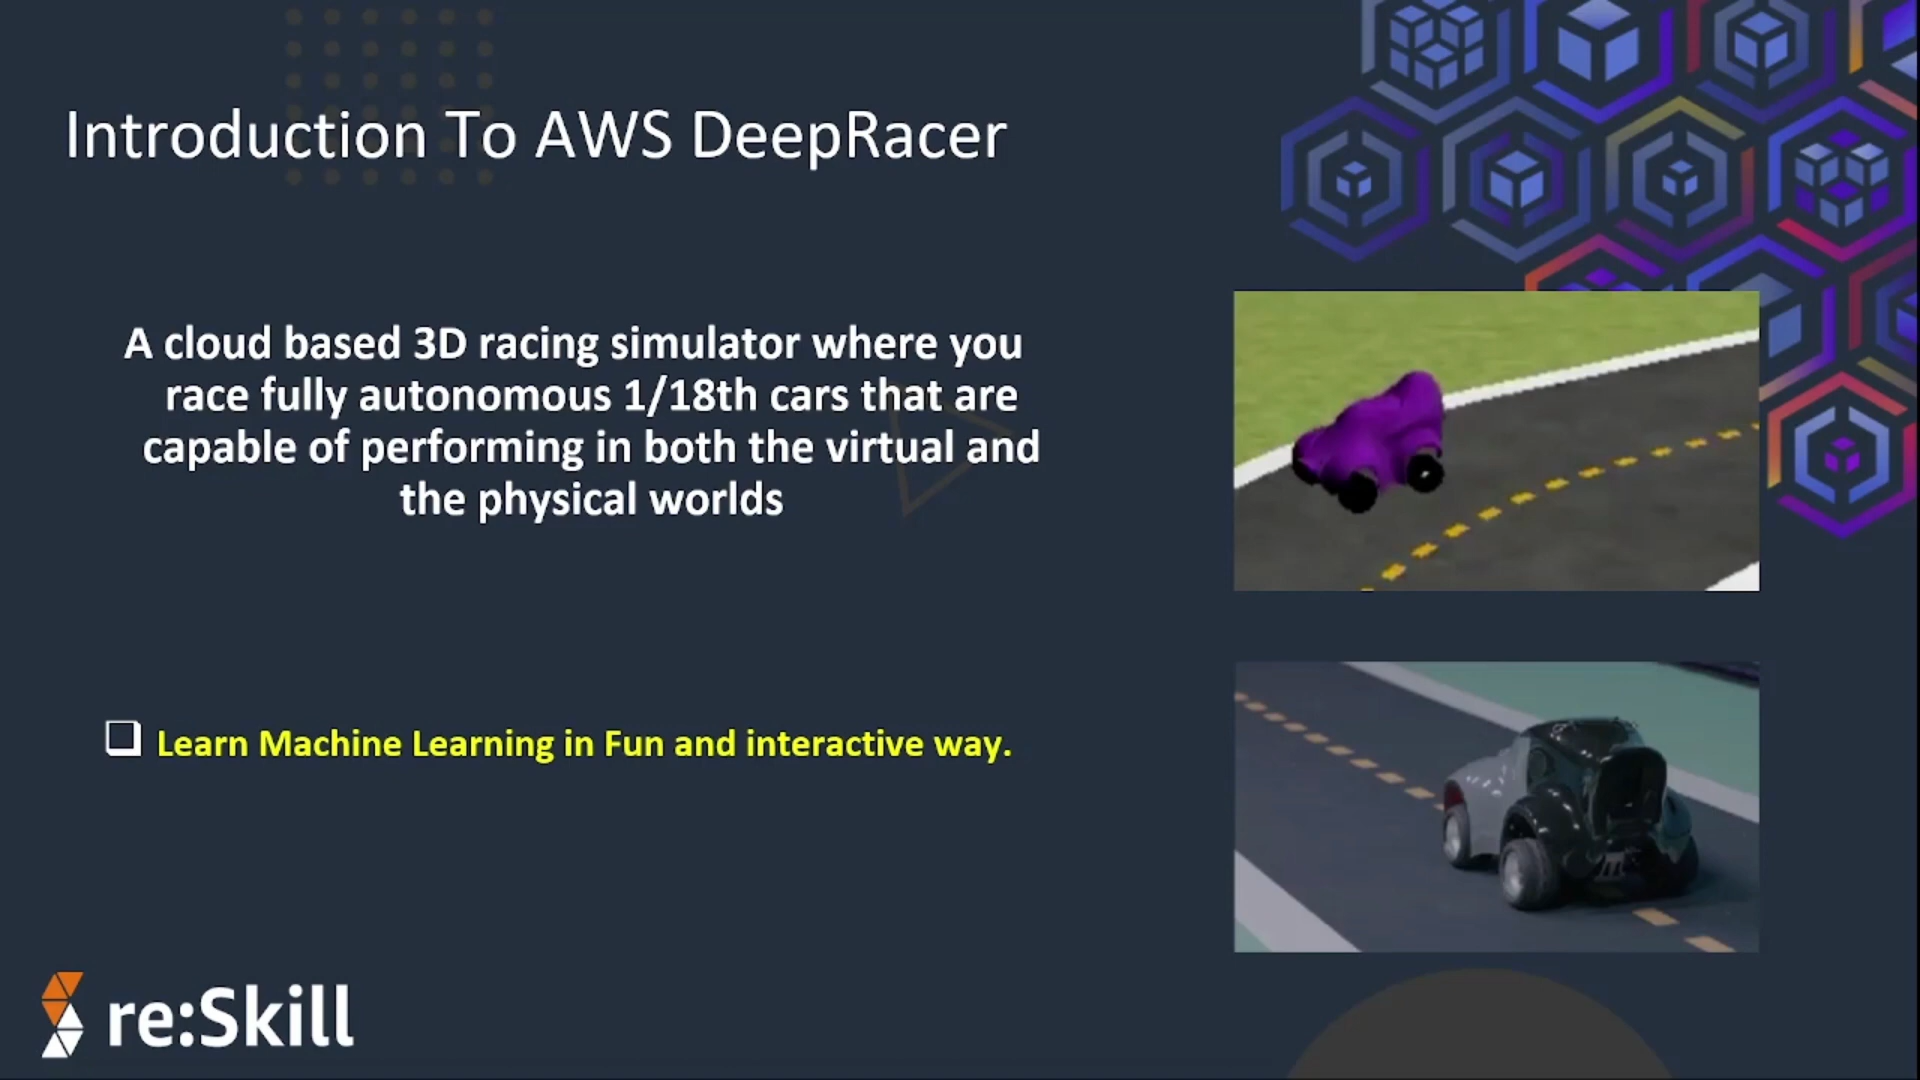 Introduction To AWS DeepRacer
A cloud based 3D racing simulator where you
race fully autonomous 1/18th cars that are
capable of performing in both the virtual and
the physical worlds
Learn Machine Learning in Fun and interactive way.
re:Skill